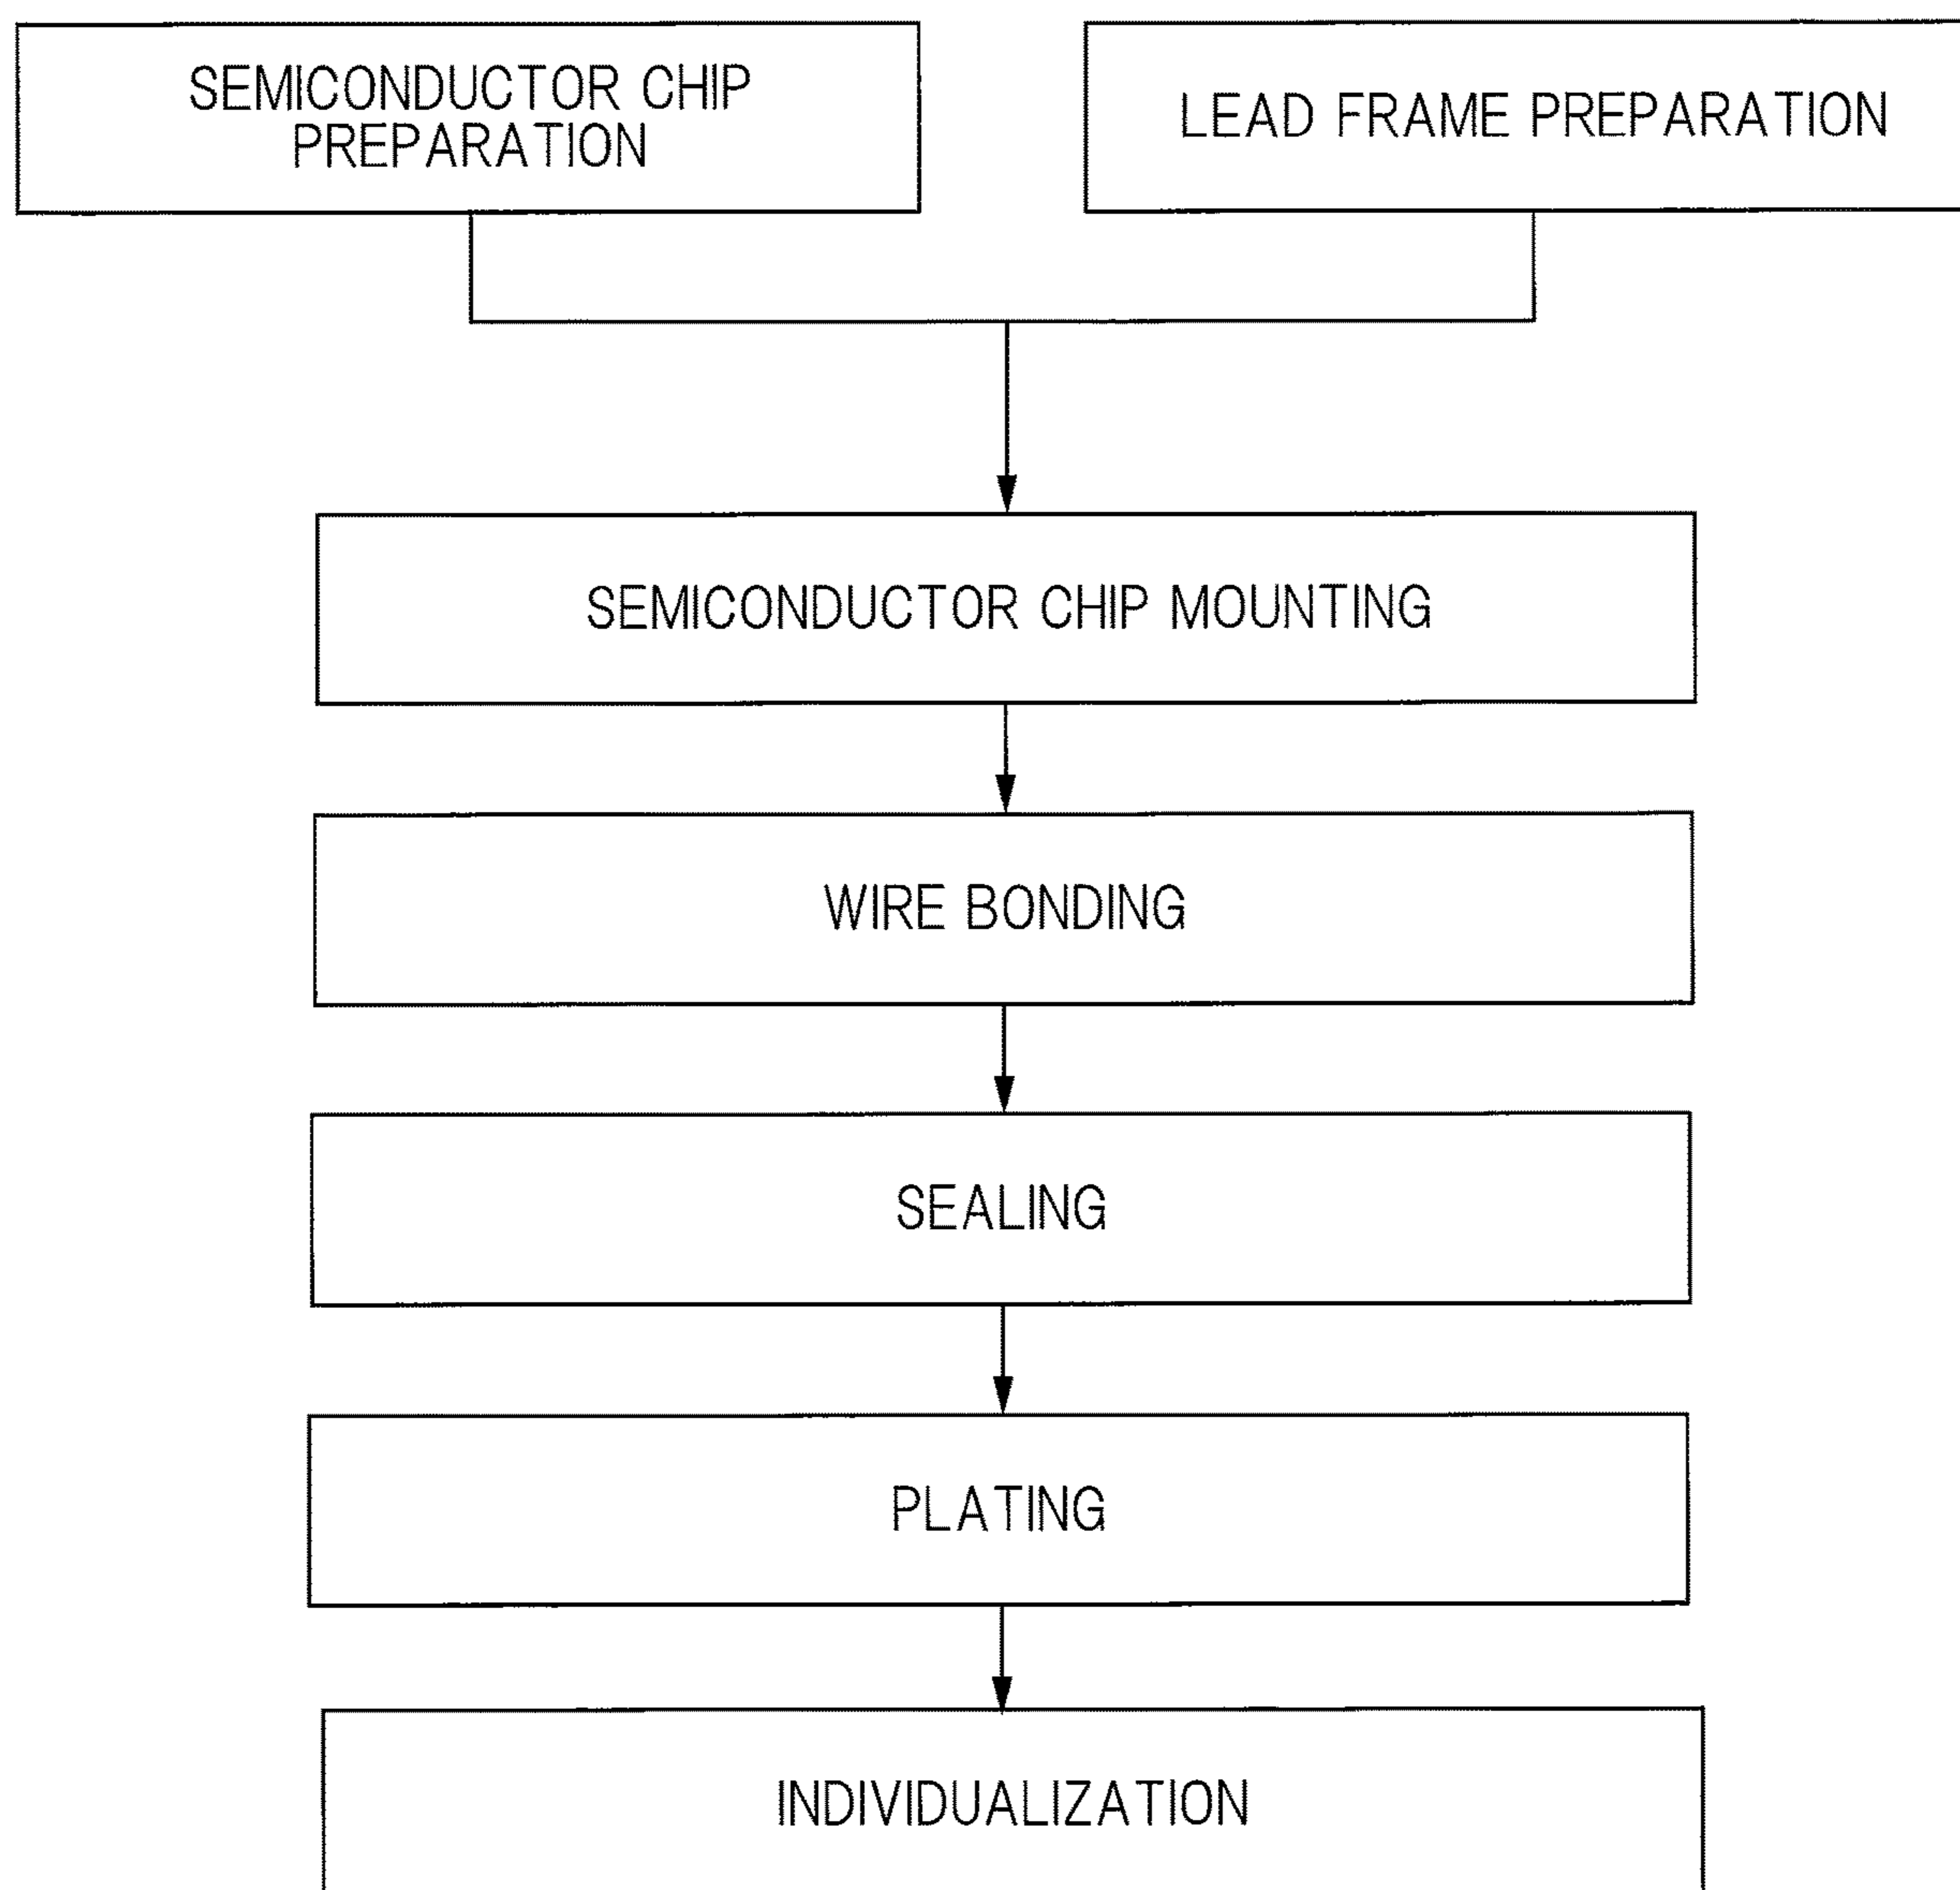 SEMICONDUCTOR CHIP
PREPARATION
LEAD FRAME PREPARATION
SEMICONDUCTOR CHIP MOUNTING
WIRE BONDING
SEALING
PLATING
INDIVIDUALIZATION